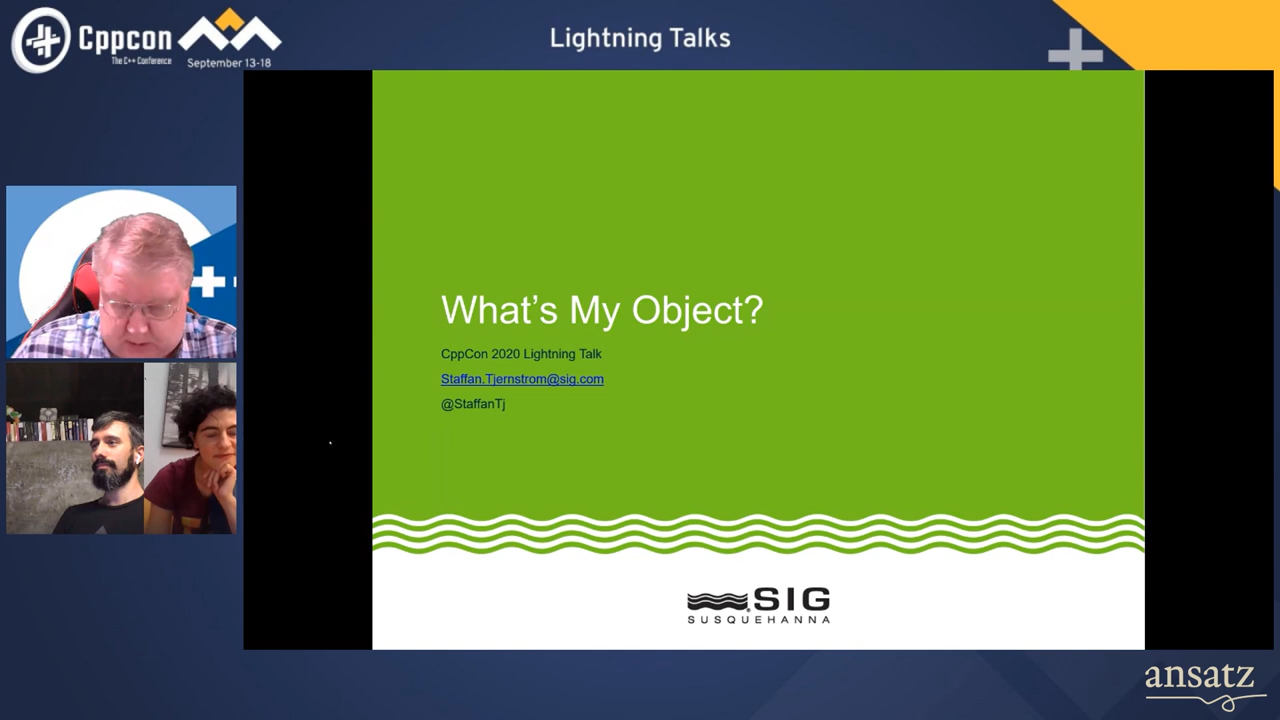 Cppcon
The C++ Conference
September 13-18
Lightning Talks
What's My Object?
CppCon 2020 Lightning Talk
Staffan.Tjernstrom@sig.com
@StaffanTj
SIG
SUSQUEHANNA
ansatz